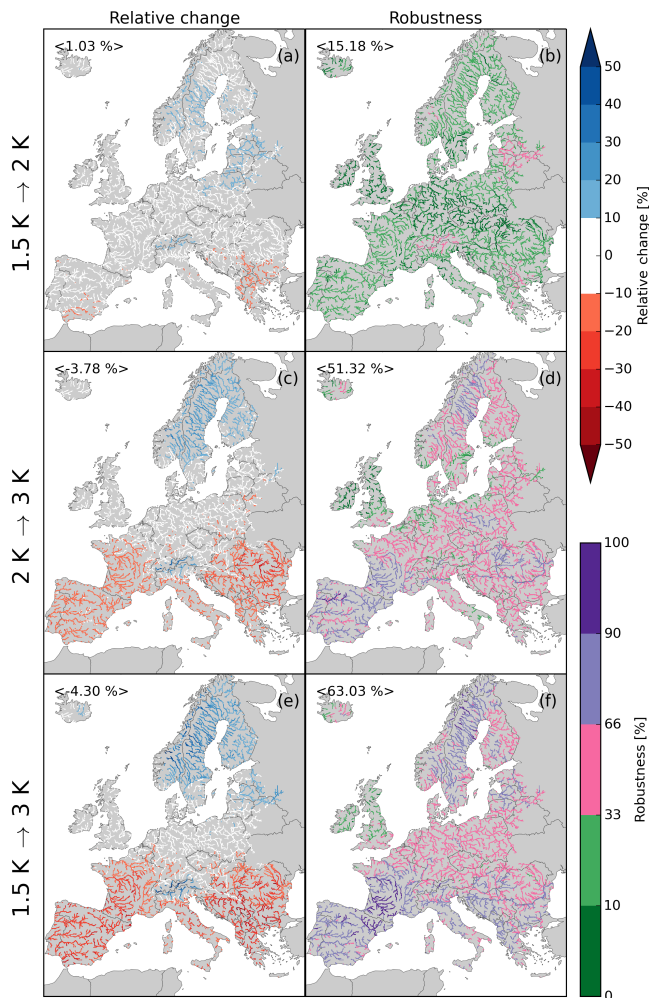 Relative change
Robustness
1.5 K → 2 K
<1.03 %>
(a)
<15.18 %>
(b)
50
40
30
20
10
0
−10
−20
−30
−40
−50
Relative change [%]
2 K → 3 K
<-3.78 %>
(c)
<51.32 %>
(d)
1.5 K → 3 K
<-4.30 %>
(e)
<63.03 %>
(f)
100
90
66
33
10
0
Robustness [%]